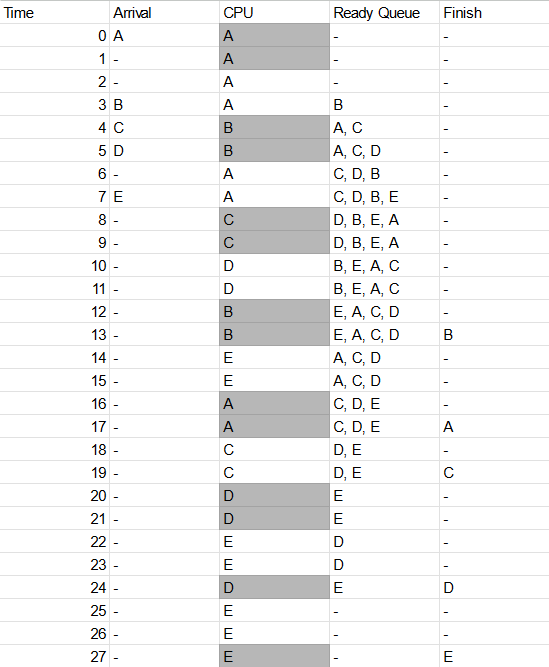 Time Arrival CPU Ready Queue Finish
0 A A - -
1 - A - -
2 - A - -
3 B A B -
4 C B A, C -
5 D B A, C, D -
6 - A C, D, B -
7 E A C, D, B, E -
8 - C D, B, E, A -
9 - C D, B, E, A -
10 - D B, E, A, C -
11 - D B, E, A, C -
12 - B E, A, C, D -
13 - B E, A, C, D B
14 - E A, C, D -
15 - E A, C, D -
16 - A C, D, E -
17 - A C, D, E A
18 - C D, E -
19 - C D, E C
20 - D E -
21 - D E -
22 - E D -
23 - E D -
24 - D E D
25 - E - -
26 - E - -
27 - E - E